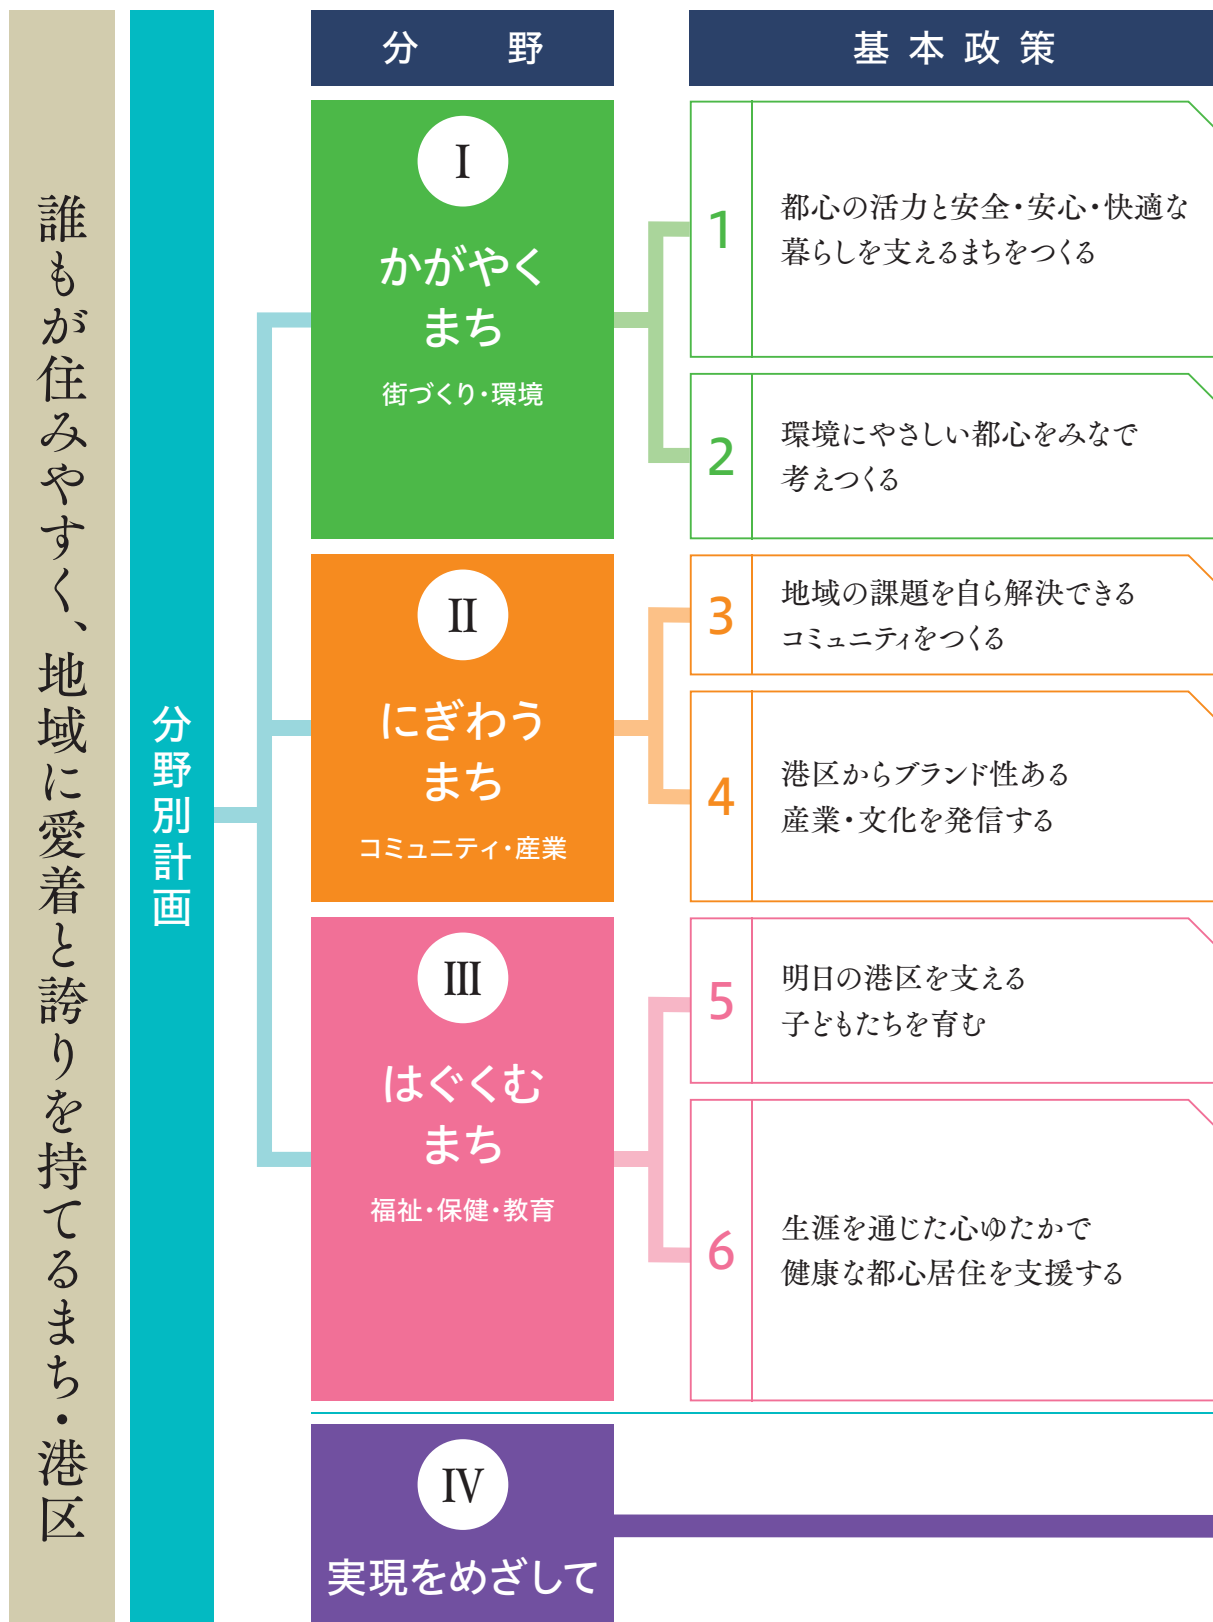 誰もが住みやすく、地域に愛着と誇りを持てるまち・港区
分野別計画
分野
基本政策
I
かがやく
まち
街づくり・環境
1
都心の活力と安全・安心・快適な
暮らしを支えるまちをつくる
2
環境にやさしい都心をみなで
考えつくる
II
にぎわう
まち
コミュニティ・産業
3
地域の課題を自ら解決できる
コミュニティをつくる
4
港区からブランド性ある
産業・文化を発信する
III
はぐくむ
まち
福祉・保健・教育
5
明日の港区を支える
子どもたちを育む
6
生涯を通じた心ゆたかで
健康な都心居住を支援する
IV
実現をめざして